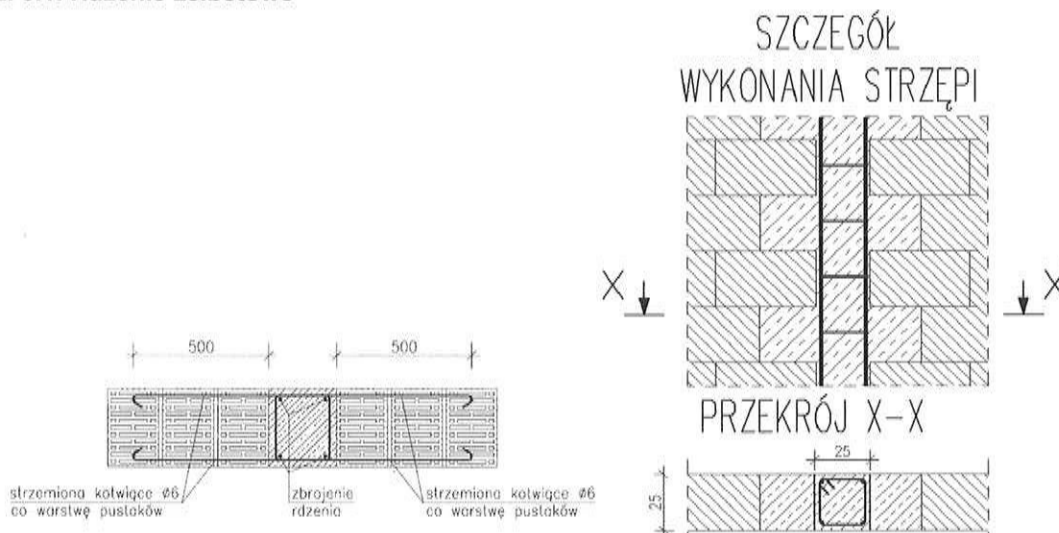 SZCZEGÓŁ
WYKONANIA STRZĘPI
X
X
500
500
strzemiona kotwiące ø6
co warstwę pustaków
zbrojenie
rdzenia
strzemiona kotwiące ø6
co warstwę pustaków
PRZEKRÓJ X-X
25
25